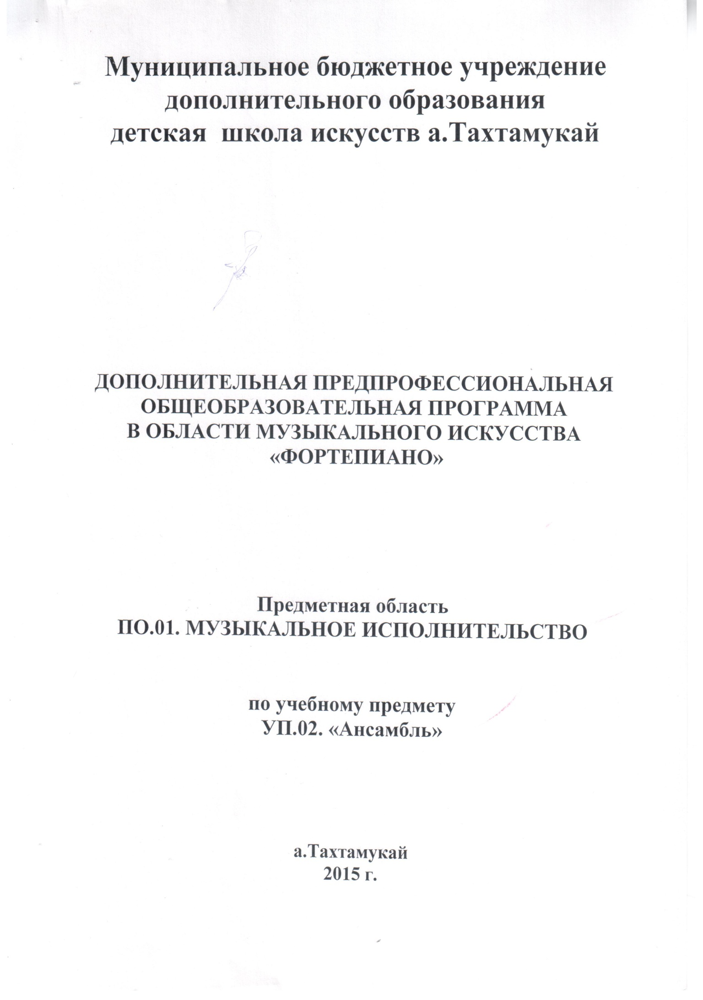 Муниципальное бюджетное учреждение
дополнительного образования
детская школа искусств а.Тахтамукай
ДОПОЛНИТЕЛЬНАЯ ПРЕДПРОФЕССИОНАЛЬНАЯ
ОБЩЕОБРАЗОВАТЕЛЬНАЯ ПРОГРАММА
В ОБЛАСТИ МУЗЫКАЛЬНОГО ИСКУССТВА
«ФОРТЕПИАНО»
Предметная область
ПО.01. МУЗЫКАЛЬНОЕ ИСПОЛНИТЕЛЬСТВО
по учебному предмету
УП.02. «Ансамбль»
а.Тахтамукай
2015 г.